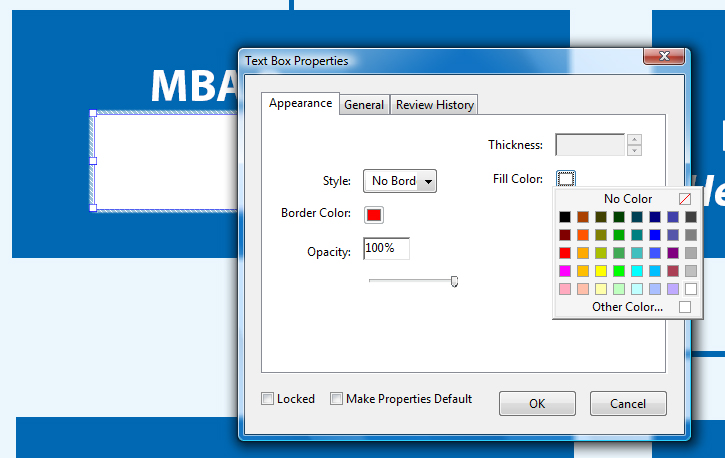 Text Box Properties
MBA
Appearance
General
Review History
Thickness:
Style:
No Bord
Fill Color:
No Color
Border Color:
Opacity:
100%
Other Color...
Locked
Make Properties Default
OK
Cancel